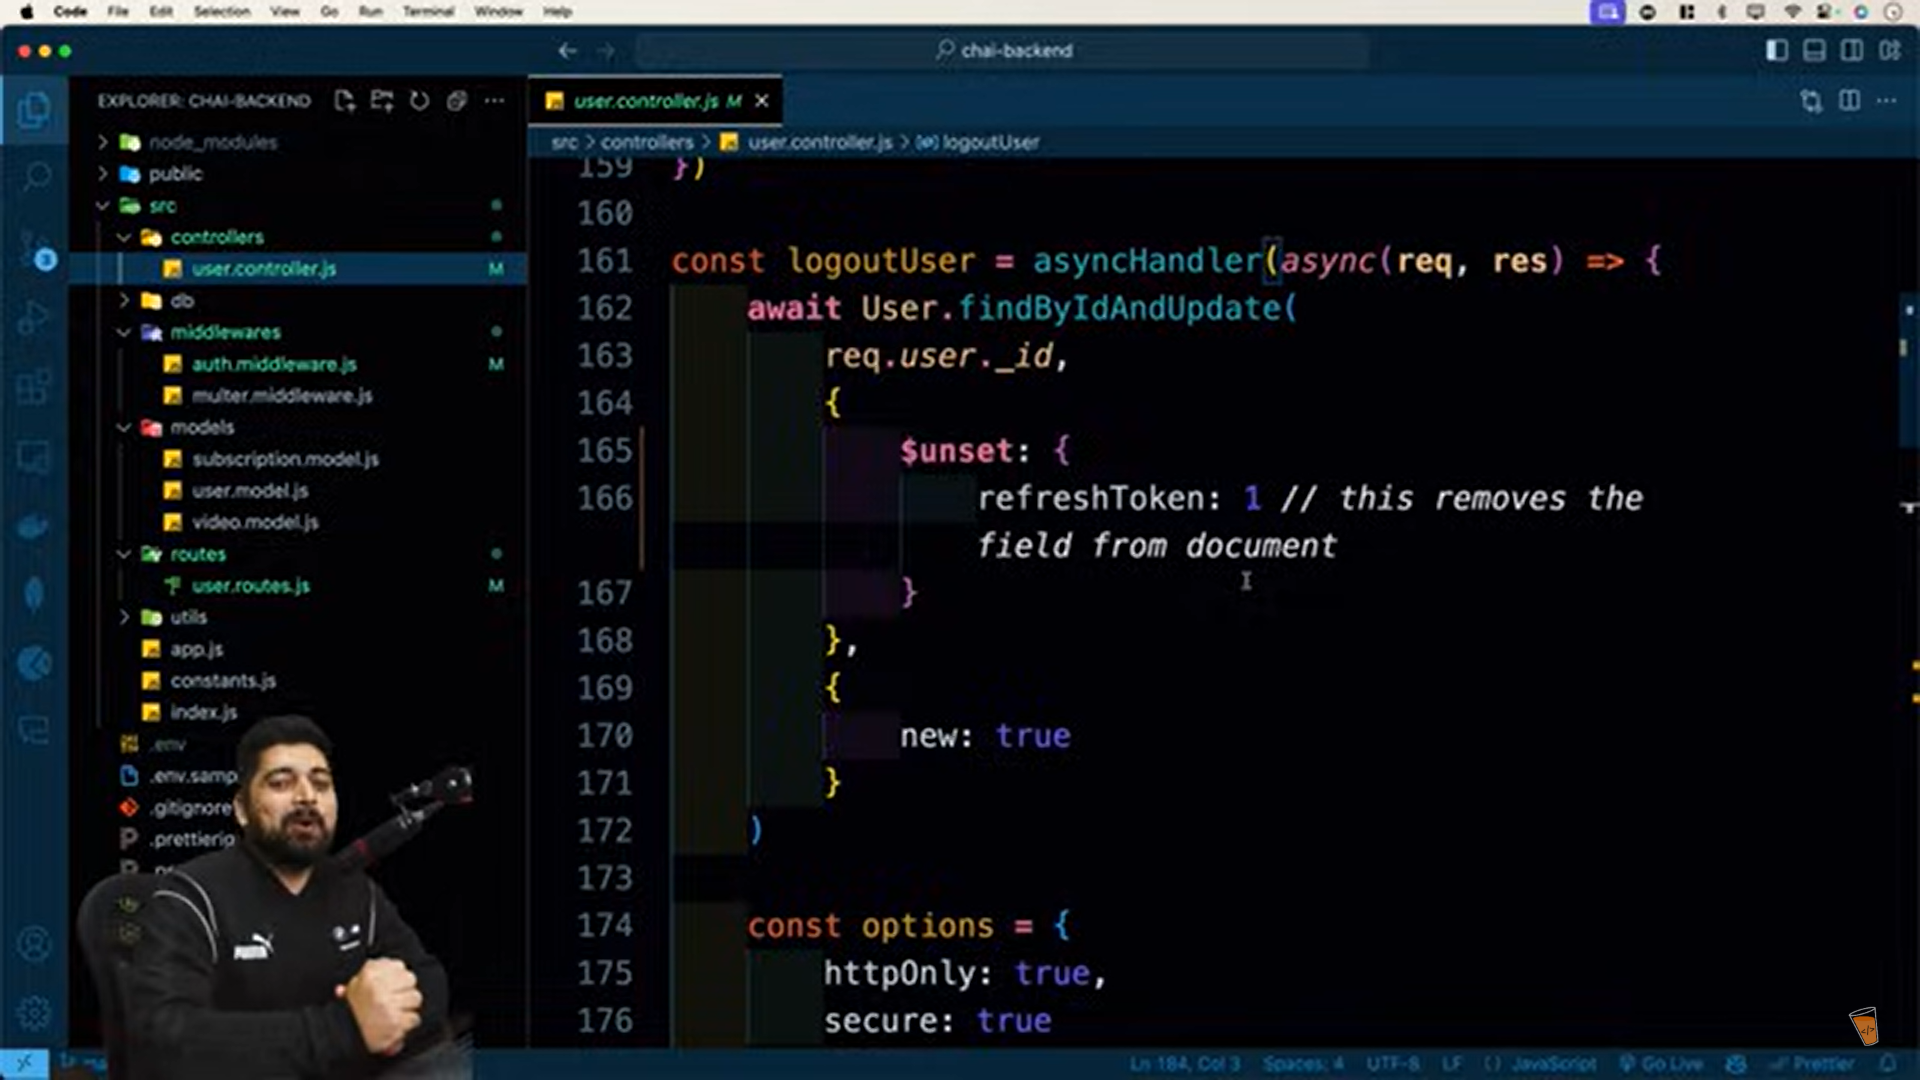 Code File Edit Selection View Go Run Terminal Window Help
chai-backend
EXPLORER: CHAI-BACKEND
node_modules
public
src
controllers
user.controller.js M
db
middlewares
auth.middleware.js M
multer.middleware.js
models
subscription.model.js
user.model.js
video.model.js
routes
user.routes.js M
utils
app.js
constants.js
index.js
.env
.env.samp
.gitignore
.prettierig
3
user.controller.js M
src > controllers > user.controller.js > logoutUser
159 })
160
161 const logoutUser = asyncHandler(async(req, res) => {
162 await User.findByIdAndUpdate(
163 req.user._id,
164 {
165 $unset: {
166 refreshToken: 1 // this removes the
field from document
167 }
168 },
169 {
170 new: true
171 }
172 )
173
174 const options = {
175 httpOnly: true,
176 secure: true
PUMA
Ln 184, Col 3 Spaces: 4 UTF-8 LF {} JavaScript Go Live Prettier